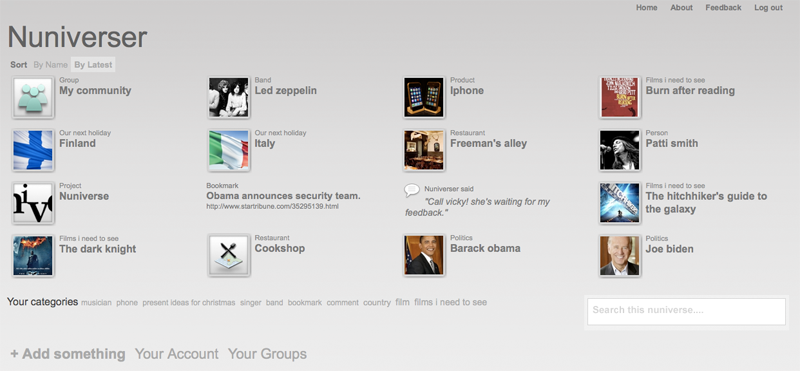 Home About Feedback Log out
Nuniverser
Sort By Name By Latest
Group
My community
Band
Led zeppelin
Product
Iphone
Films i need to see
Burn after reading
Our next holiday
Finland
Our next holiday
Italy
Restaurant
Freeman's alley
Person
Patti smith
Project
Nuniverse
Bookmark
Obama announces security team.
http://www.startribune.com/35295139.html
Nuniverser said
"Call vicky! she's waiting for my
feedback."
Films i need to see
The hitchhiker's guide to
the galaxy
Films i need to see
The dark knight
Restaurant
Cookshop
Politics
Barack obama
Politics
Joe biden
Your categories musician phone present ideas for christmas singer band bookmark comment country film films i need to see
Search this nuniverse....
+ Add something Your Account Your Groups